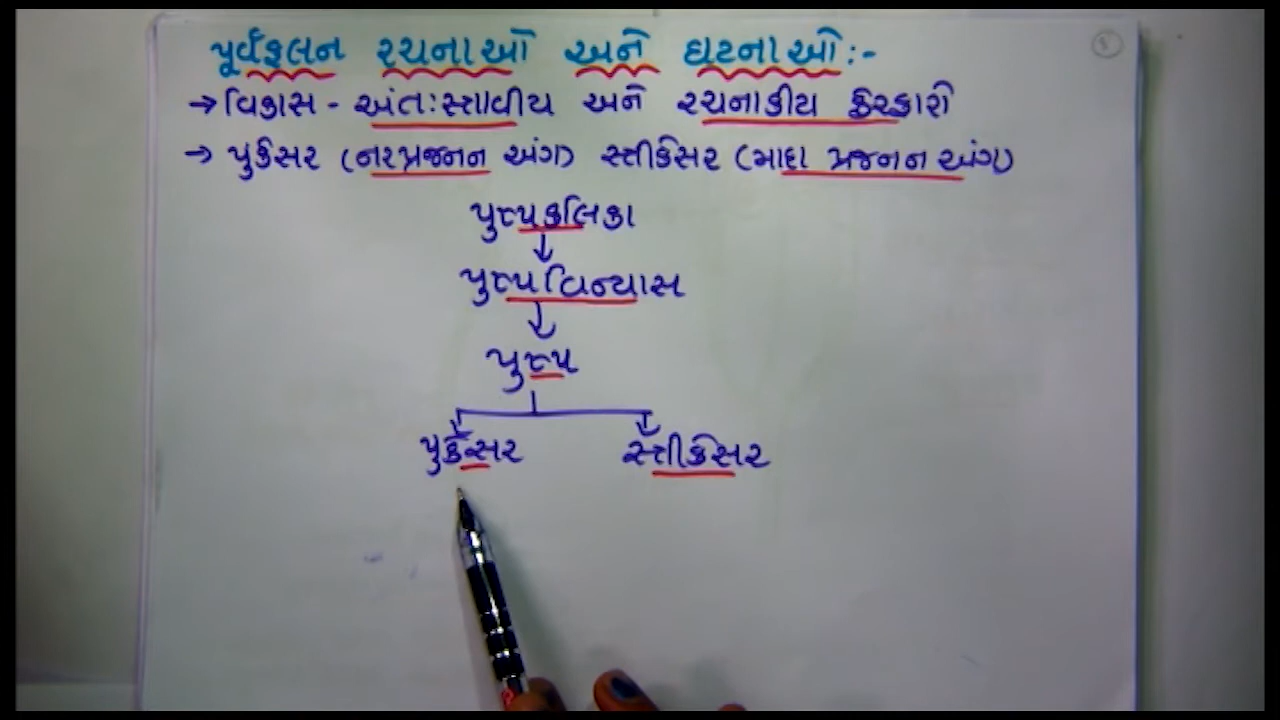 પૂર્વફલન રચનાઓ અને ઘટનાઓ :-
→ વિકાસ - અંતઃસ્ત્રાવીય અને રચનાકીય ફેરફારો
→ પુંકેસર (નરપ્રજનન અંગ) સ્ત્રીકેસર (માદા પ્રજનન અંગ)
પુષ્પકલિકા
↓
પુષ્પવિન્યાસ
↓
પુષ્પ
પુંકેસર સ્ત્રીકેસર